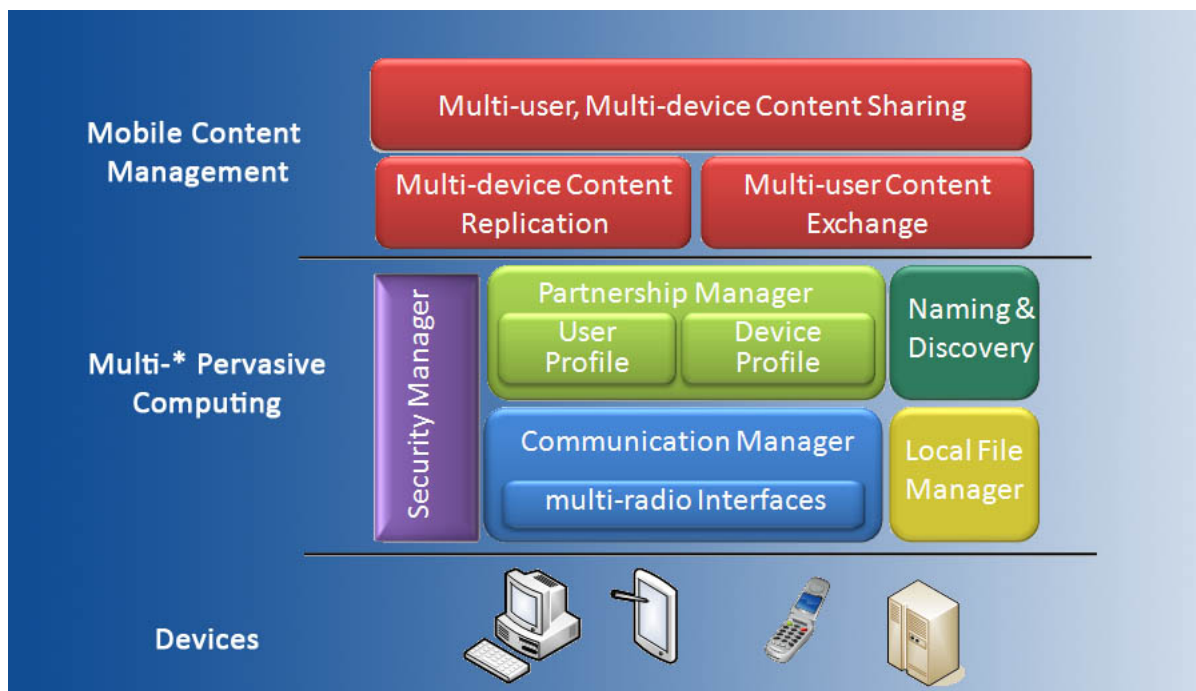 Mobile Content
Management
Multi-user, Multi-device Content Sharing
Multi-device Content
Replication
Multi-user Content
Exchange
Multi-* Pervasive
Computing
Security Manager
Partnership Manager
User
Profile
Device
Profile
Naming &
Discovery
Communication Manager
multi-radio Interfaces
Local File
Manager
Devices